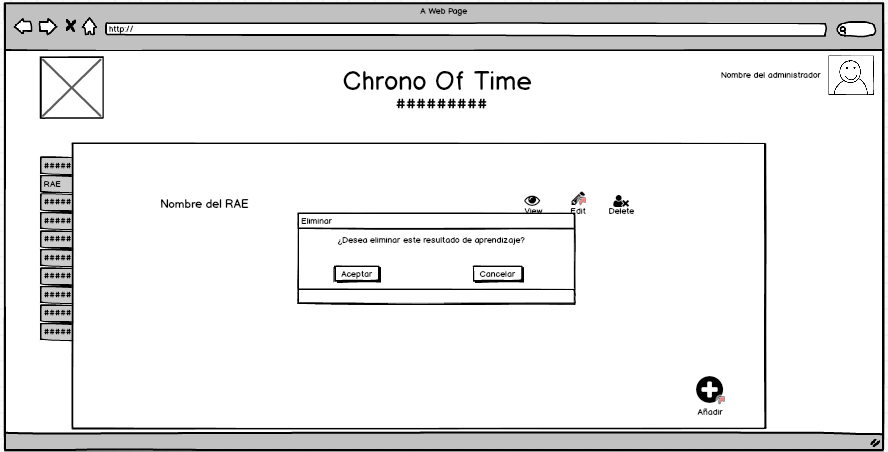 A Web Page
http://
Chrono Of Time
#########
Nombre del administrador
#####
RAE
#####
#####
#####
#####
#####
#####
#####
#####
Nombre del RAE
View
Edit
Delete
Eliminar
¿Desea eliminar este resultado de aprendizaje?
Aceptar
Cancelar
Añadir